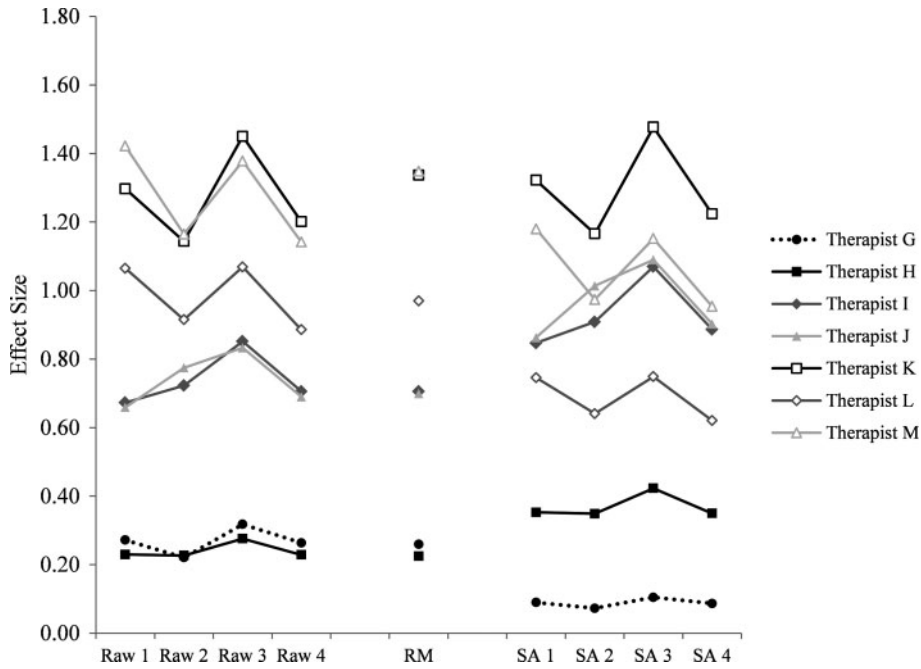 1.80
1.60
1.40
1.20
1.00
0.80
0.60
0.40
0.20
0.00
Effect Size
Raw 1 Raw 2 Raw 3 Raw 4 RM SA 1 SA 2 SA 3 SA 4
Therapist G
Therapist H
Therapist I
Therapist J
Therapist K
Therapist L
Therapist M